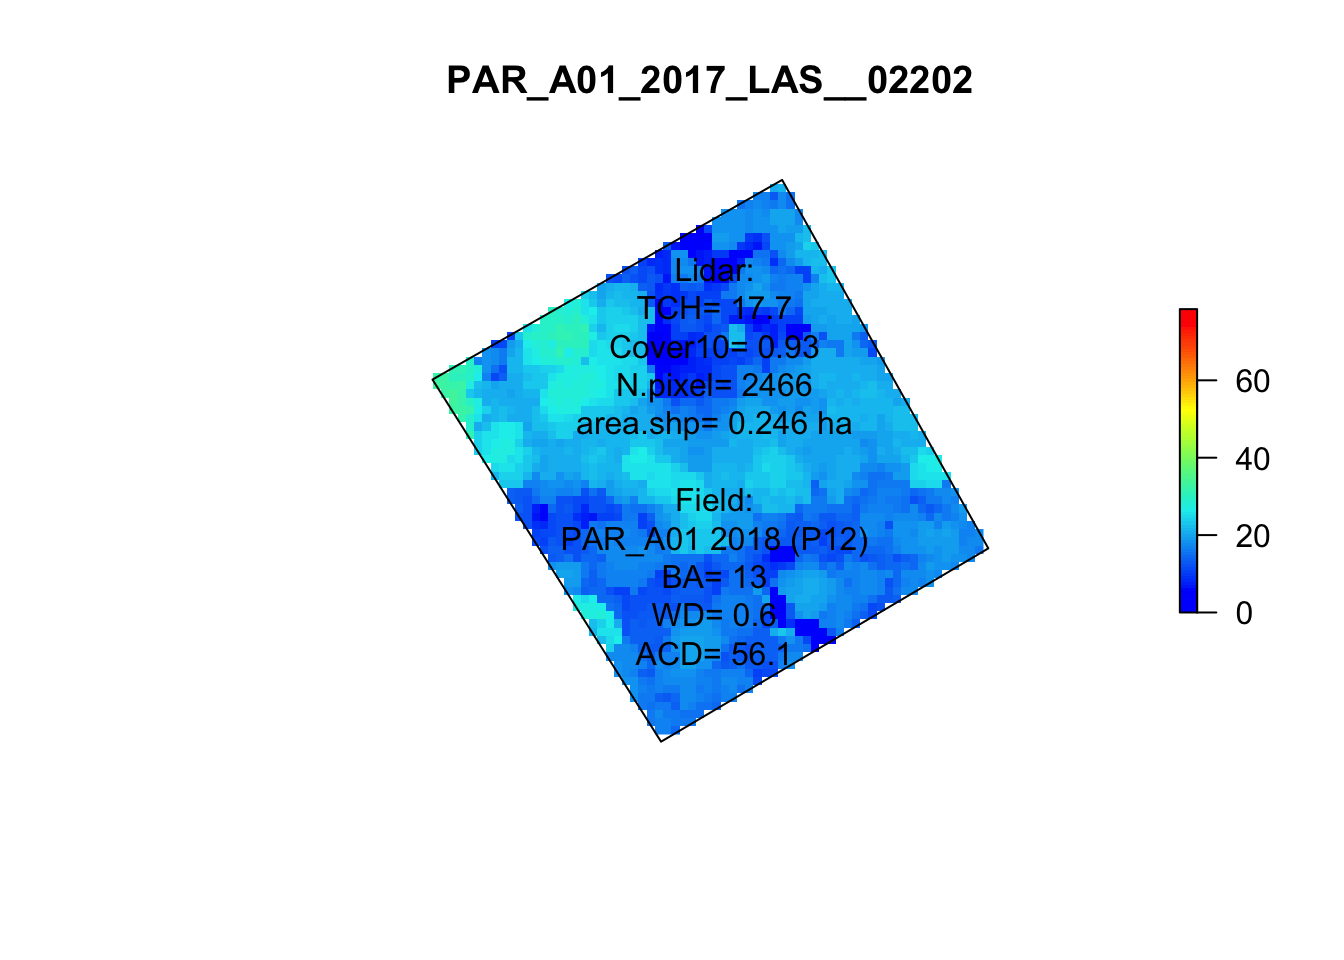 PAR_A01_2017_LAS__02202
Lidar:
TCH= 17.7
Cover10= 0.93
N.pixel= 2466
area.shp= 0.246 ha
Field:
PAR_A01 2018 (P12)
BA= 13
WD= 0.6
ACD= 56.1
60
40
20
0